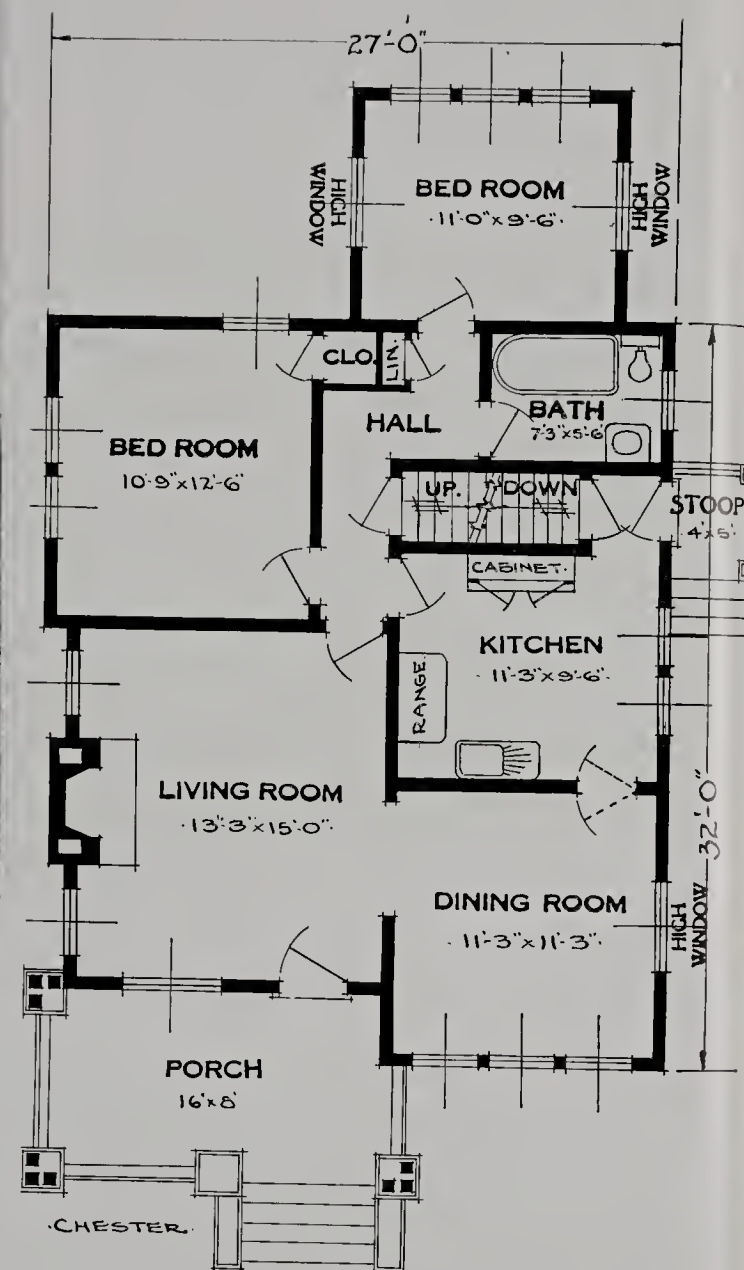 27'-0"
HIGH
WINDOW
BED ROOM
·11'-0"x9'-6"·
HIGH
WINDOW
CLO.
LIN.
HALL
BATH
7'-3"x5'-6"
BED ROOM
10'-9"x12'-6"
UP.
DOWN
STOOP
4'x5'
CABINET.
KITCHEN
·11'-3"x9'-6"·
RANGE
LIVING ROOM
·13'-3"x15'-0"·
32'-0"
DINING ROOM
·11'-3"x11'-3"·
HIGH
WINDOW
PORCH
16'x8'
·CHESTER·